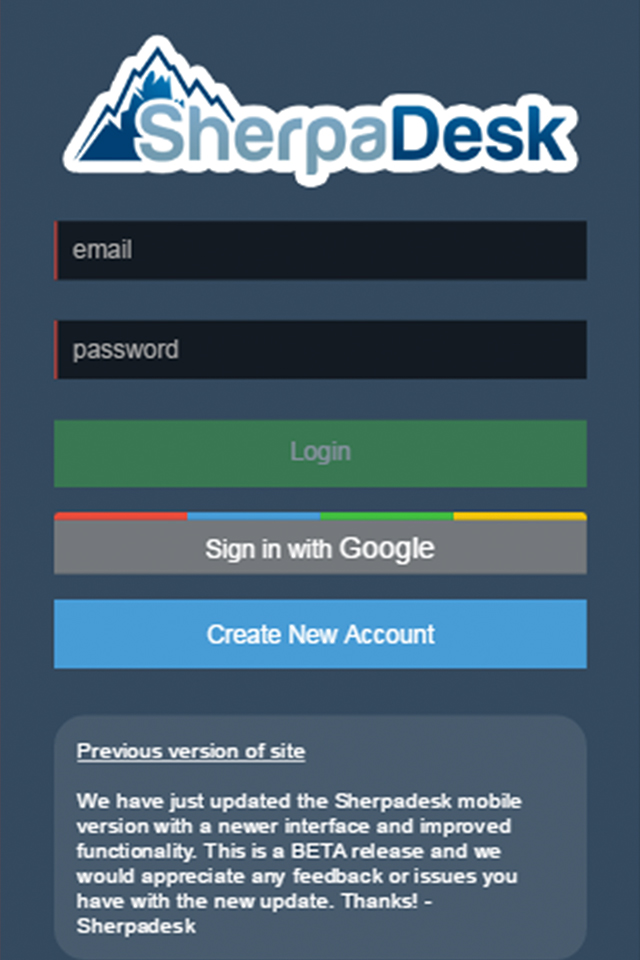 SherpaDesk
email
password
Login
Sign in with Google
Create New Account
Previous version of site
We have just updated the Sherpadesk mobile
version with a newer interface and improved
functionality. This is a BETA release and we
would appreciate any feedback or issues you
have with the new update. Thanks! -
Sherpadesk